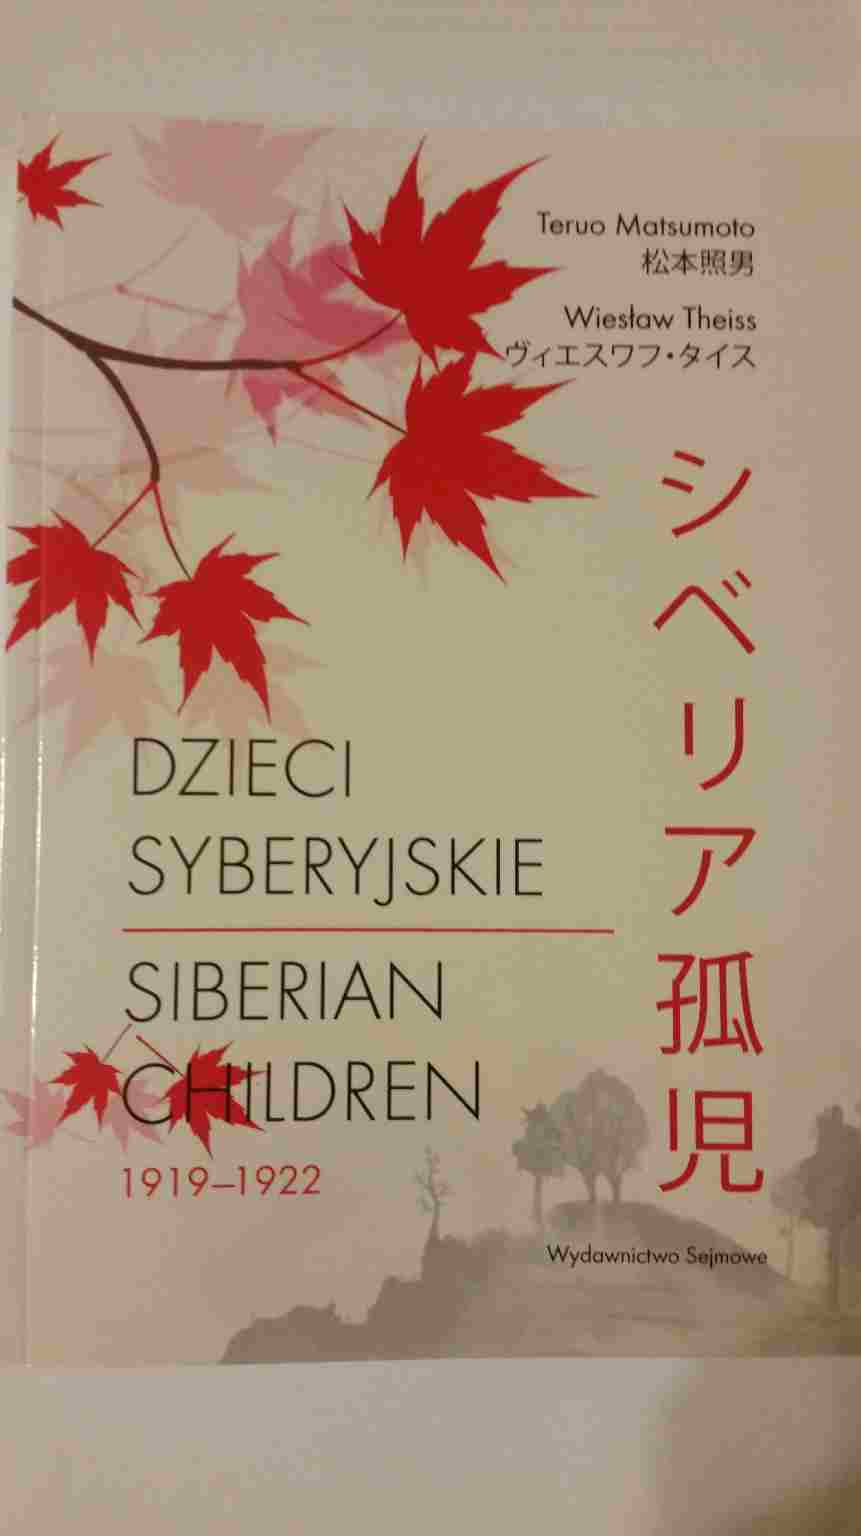 Teruo Matsumoto
松本照男
Wiesław Theiss
ヴィエスワフ・タイス
シベリア孤児
DZIECI
SYBERYJSKIE
SIBERIAN
CHILDREN
1919–1922
Wydawnictwo Sejmowe